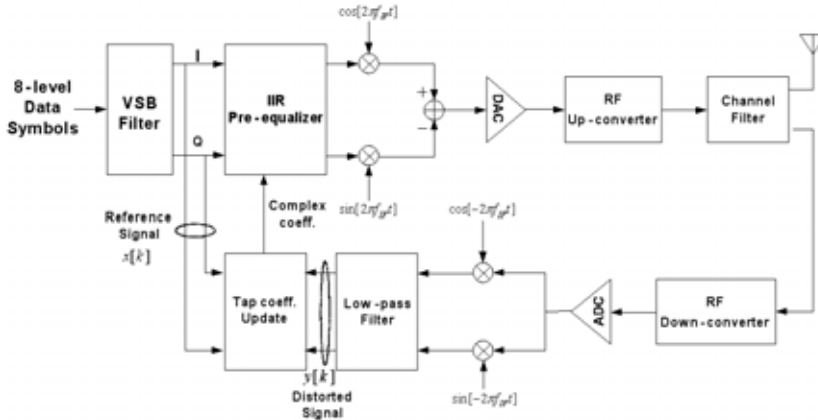 cos[2πf_IF t]
I
8-level
Data
Symbols
VSB
Filter
IIR
Pre-equalizer
DAC
RF
Up-converter
Channel
Filter
Q
+
−
sin[2πf_IF t]
Complex
coeff.
Reference
Signal
x[k]
cos[-2πf_IF t]
Tap coeff.
Update
Low-pass
Filter
ADC
RF
Down-converter
y[k]
Distorted
Signal
sin[-2πf_IF t]